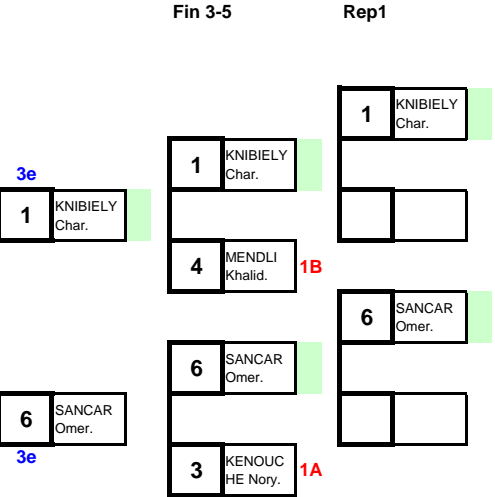 Fin 3-5 Rep1
1 KNIBIELY
Char.
1 KNIBIELY
Char.
3e
1 KNIBIELY
Char.
4 MENDLI
Khalid. 1B
6 SANCAR
Omer.
6 SANCAR
Omer.
6 SANCAR
Omer.
3e
3 KENOUC
HE Nory. 1A